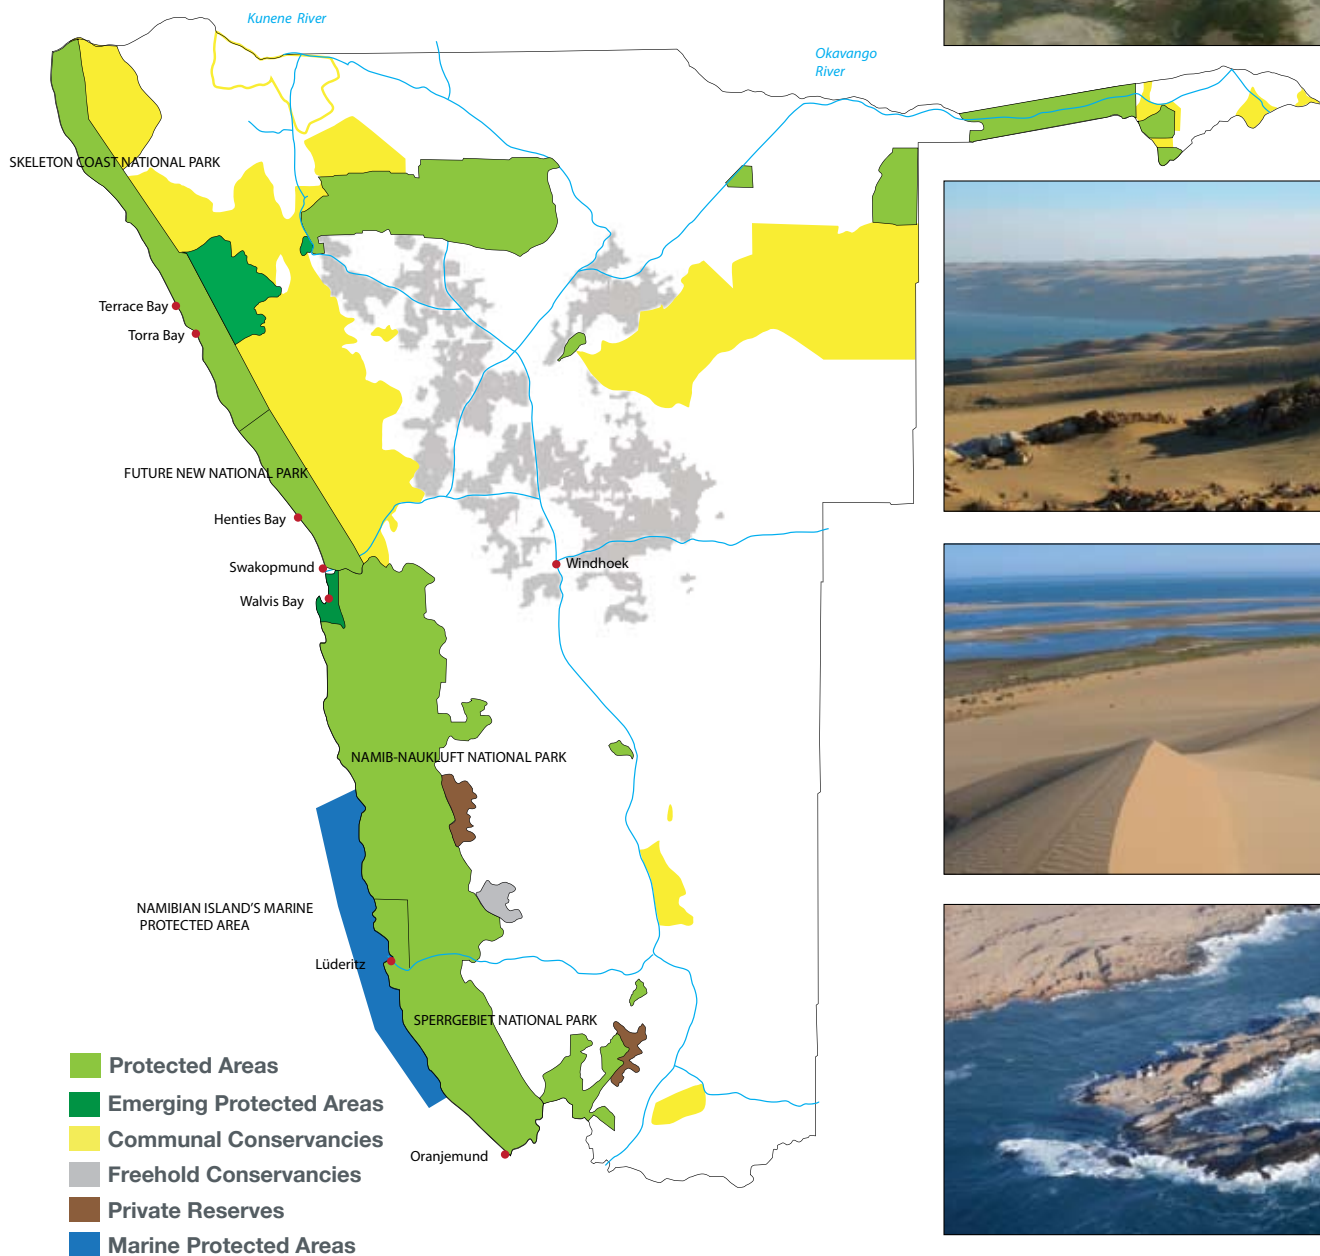 Kunene River
Okavango
River
SKELETON COAST NATIONAL PARK
Terrace Bay
Torra Bay
FUTURE NEW NATIONAL PARK
Henties Bay
Swakopmund
Windhoek
Walvis Bay
NAMIB-NAUKLUFT NATIONAL PARK
NAMIBIAN ISLAND'S MARINE
PROTECTED AREA
Lüderitz
SPERRGEBIET NATIONAL PARK
Oranjemund
Protected Areas
Emerging Protected Areas
Communal Conservancies
Freehold Conservancies
Private Reserves
Marine Protected Areas